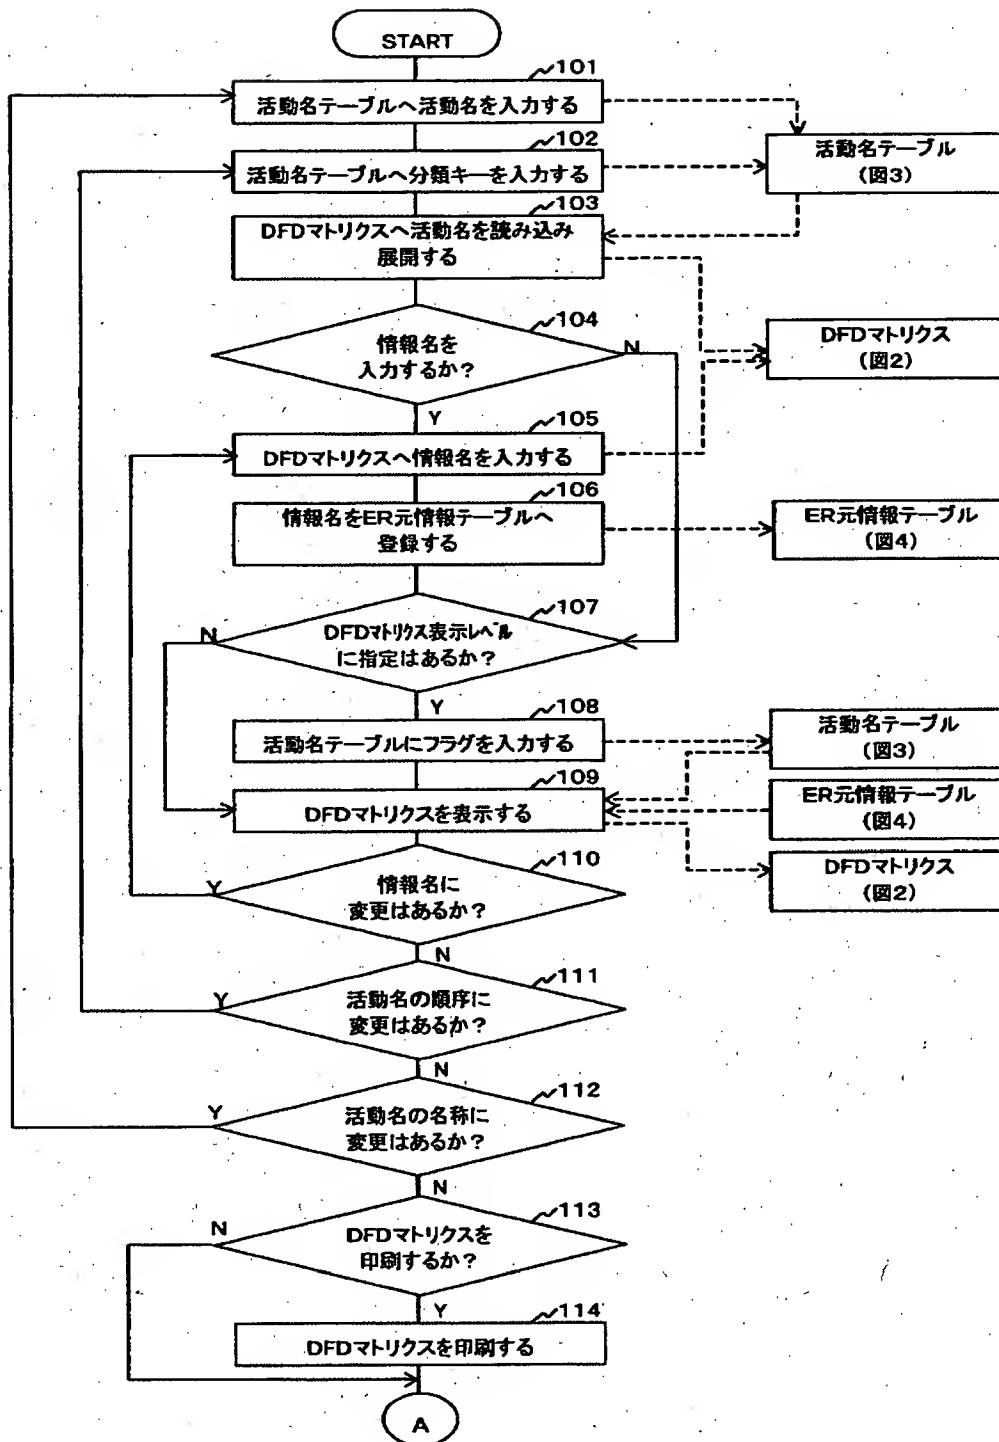 START
101
活動名テーブルへ活動名を入力する
102
活動名テーブルへ分類キーを入力する
活動名テーブル
(図3)
103
DFDマトリクスへ活動名を読み込み
展開する
104
情報名を
入力するか?
N
DFDマトリクス
(図2)
Y
105
DFDマトリクスへ情報名を入力する
106
情報名をER元情報テーブルへ
登録する
ER元情報テーブル
(図4)
107
N
DFDマトリクス表示レベル
に指定はあるか?
Y
108
活動名テーブルにフラグを入力する
活動名テーブル
(図3)
109
DFDマトリクスを表示する
ER元情報テーブル
(図4)
110
Y
情報名に
変更はあるか?
DFDマトリクス
(図2)
N
111
Y
活動名の順序に
変更はあるか?
N
112
Y
活動名の名称に
変更はあるか?
N
113
N
DFDマトリクスを
印刷するか?
Y
114
DFDマトリクスを印刷する
A